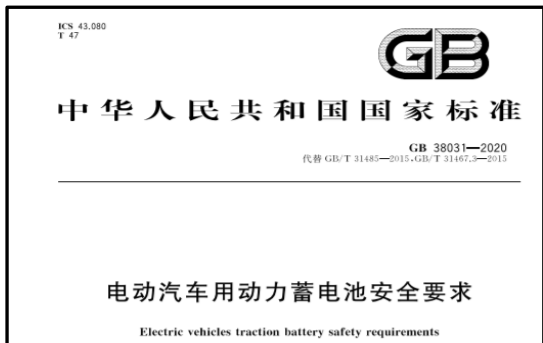 ICS 43.080
T 47
GB
中华人民共和国国家标准
GB 38031—2020
代替 GB/T 31485—2015,GB/T 31467.3—2015
电动汽车用动力蓄电池安全要求
Electric vehicles traction battery safety requirements